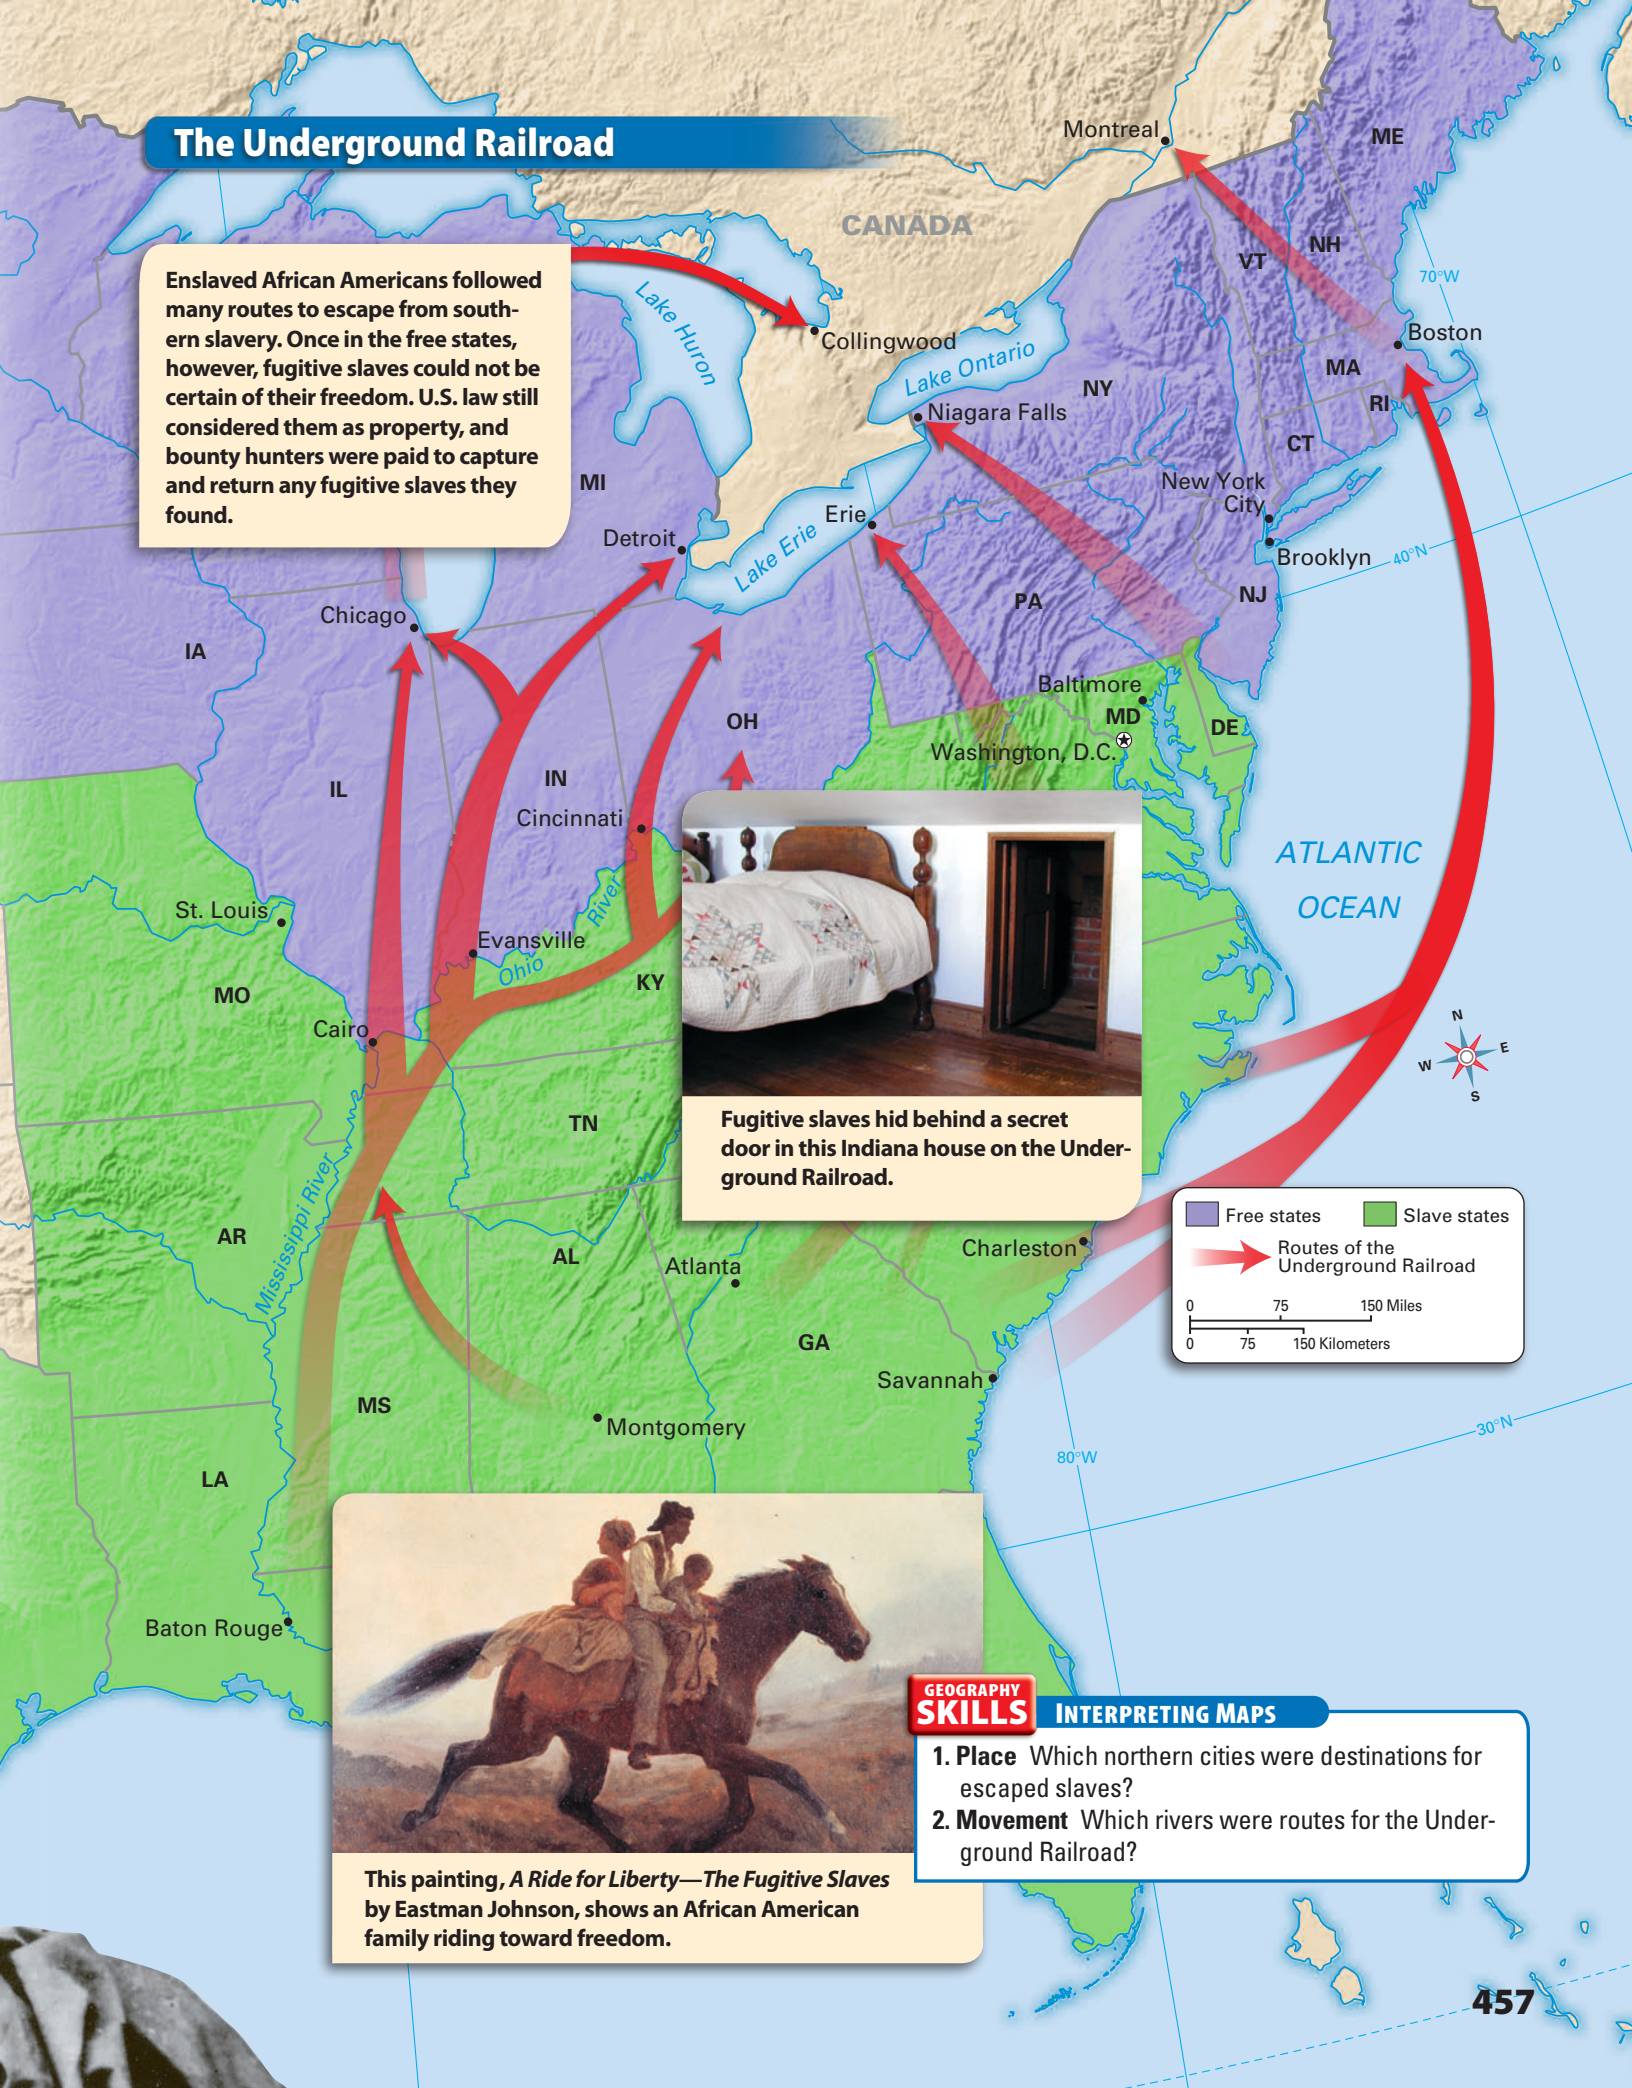 The Underground Railroad
Enslaved African Americans followed
many routes to escape from south-
ern slavery. Once in the free states,
however, fugitive slaves could not be
certain of their freedom. U.S. law still
considered them as property, and
bounty hunters were paid to capture
and return any fugitive slaves they
found.
Montreal
ME
CANADA
VT
NH
70°W
Lake Huron
Collingwood
Lake Ontario
Boston
MA
NY
RI
Niagara Falls
CT
MI
New York
City
Erie
Detroit
Lake Erie
Brooklyn
40°N
NJ
PA
Chicago
IA
Baltimore
MD
DE
OH
Washington, D.C.
IN
IL
Cincinnati
ATLANTIC
OCEAN
St. Louis
Evansville
Ohio
River
KY
MO
Cairo
N
E
W
S
TN
Fugitive slaves hid behind a secret
door in this Indiana house on the Under-
ground Railroad.
Mississippi River
AR
AL
Atlanta
Charleston
Free states
Slave states
Routes of the
Underground Railroad
0 75 150 Miles
0 75 150 Kilometers
GA
Savannah
MS
Montgomery
30°N
80°W
LA
Baton Rouge
GEOGRAPHY
SKILLS
INTERPRETING MAPS
1. Place Which northern cities were destinations for
escaped slaves?
2. Movement Which rivers were routes for the Under-
ground Railroad?
This painting, A Ride for Liberty—The Fugitive Slaves
by Eastman Johnson, shows an African American
family riding toward freedom.
457